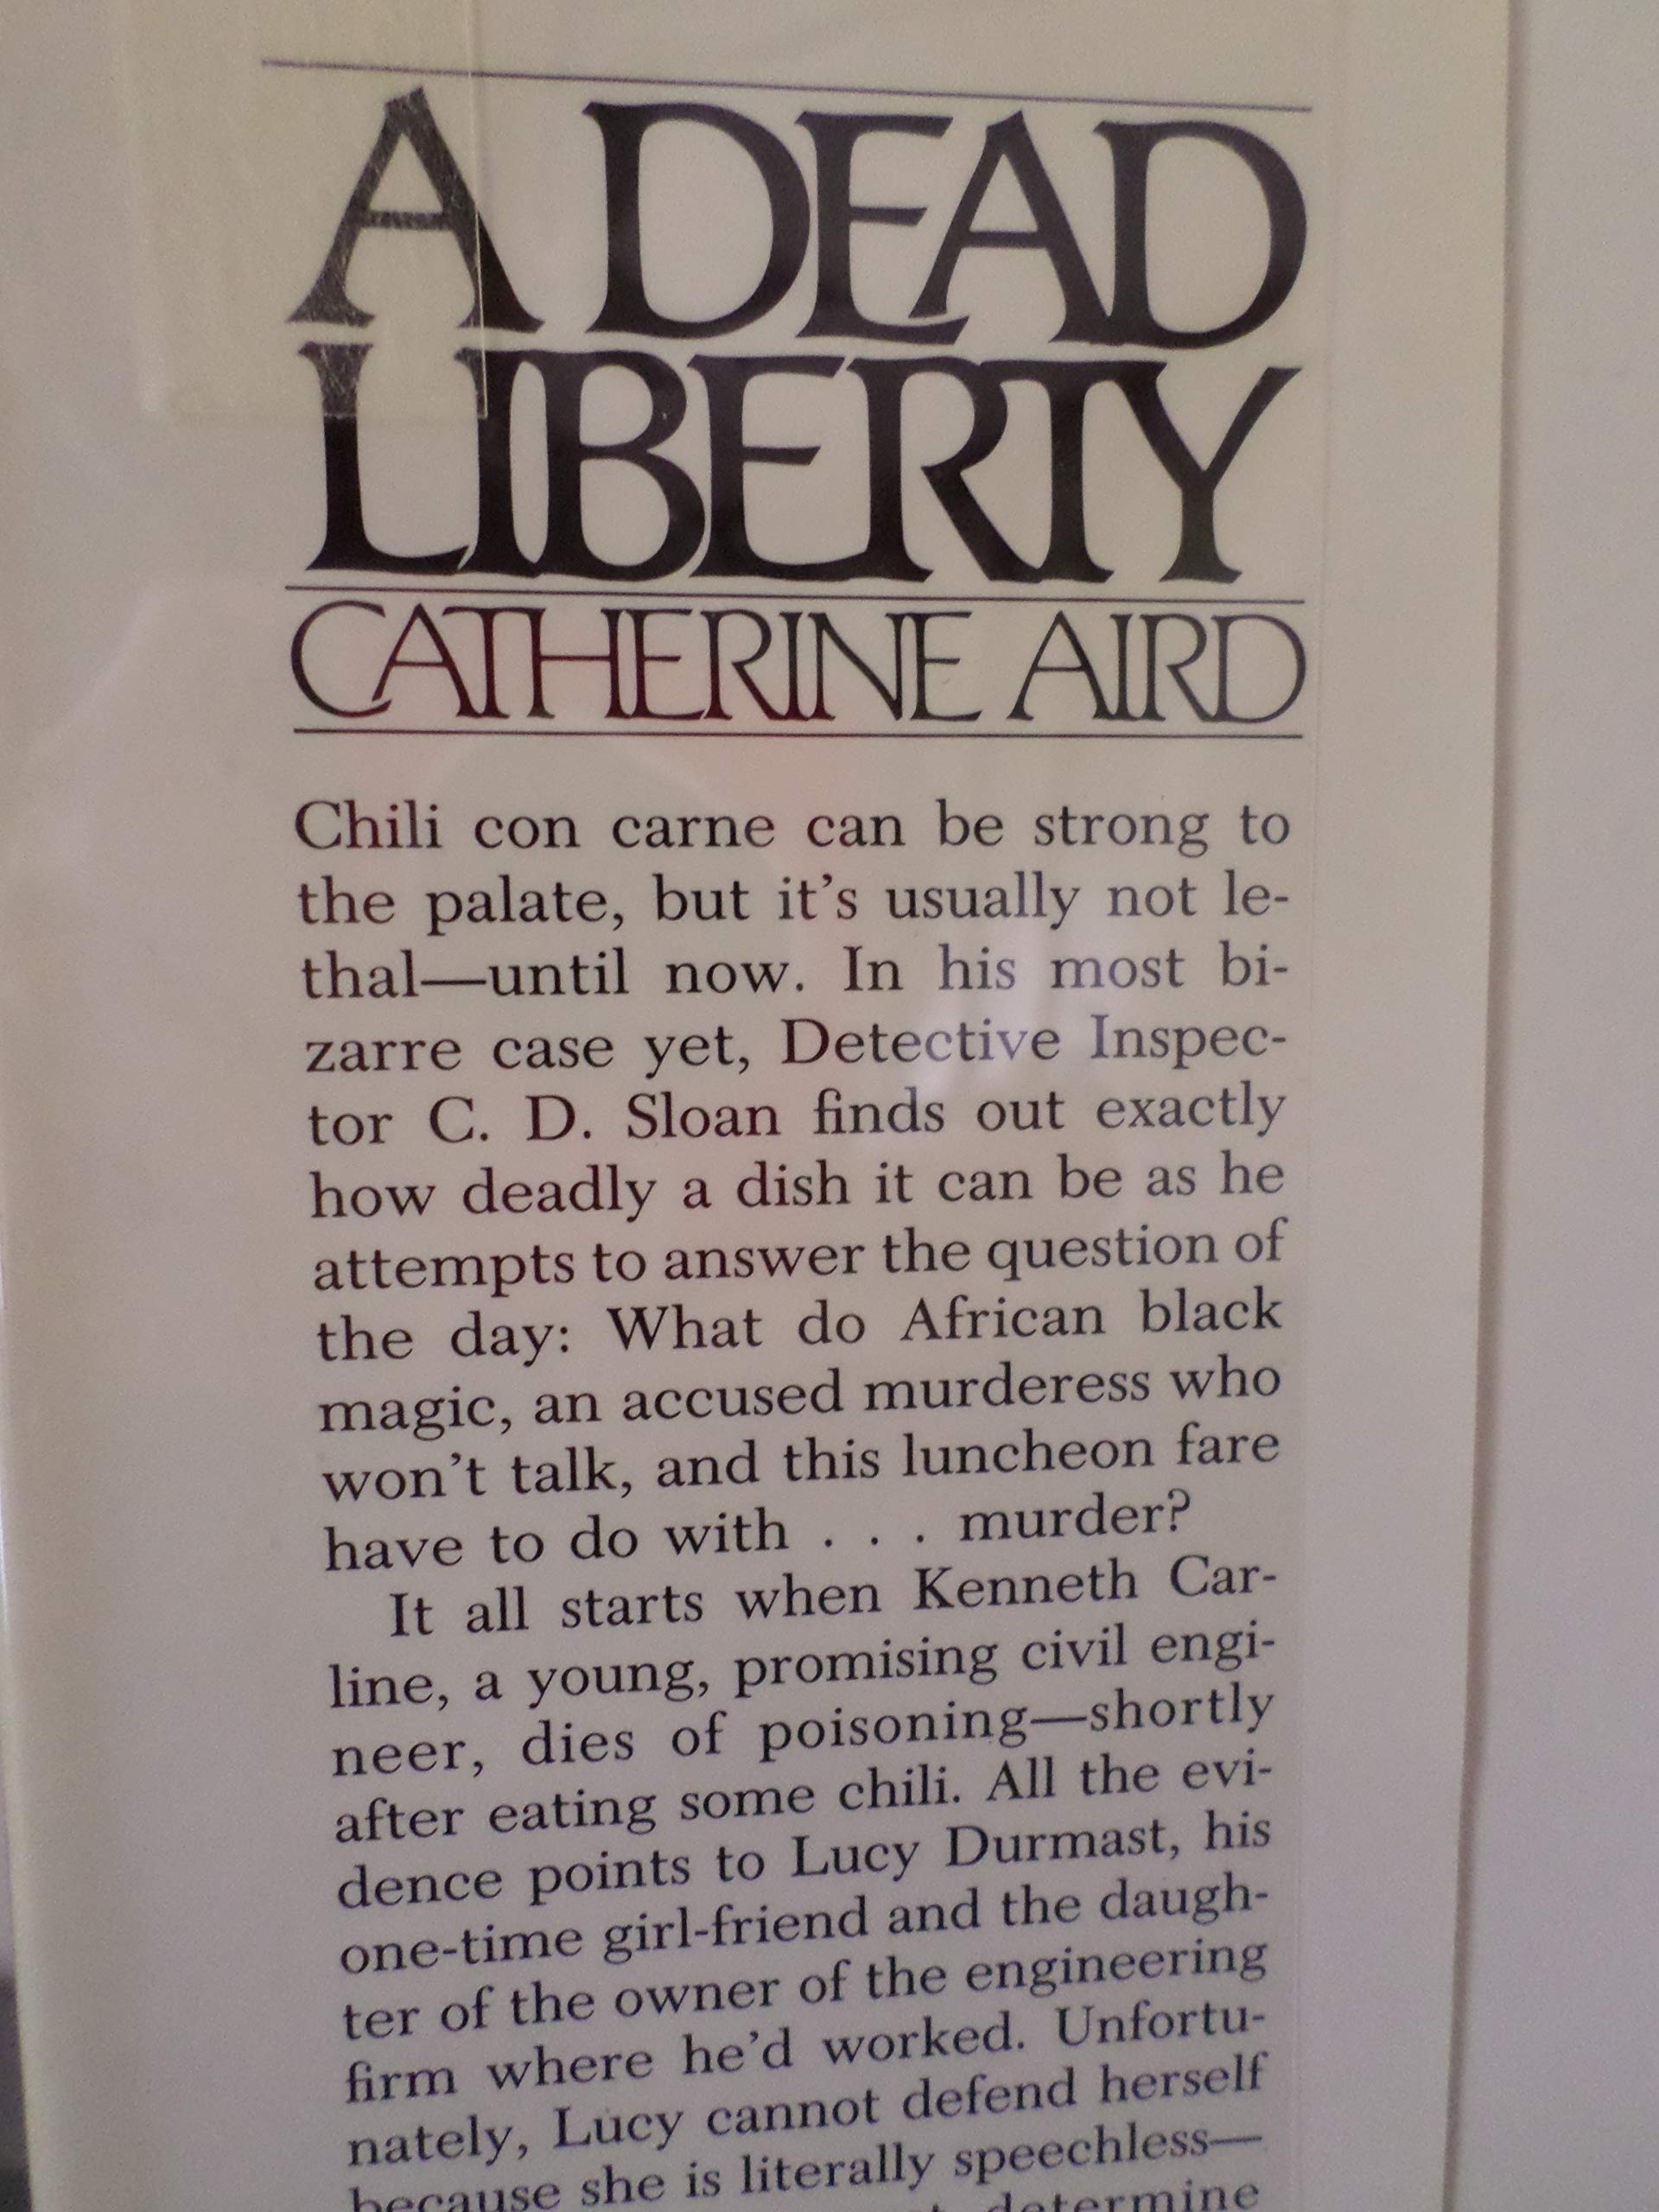 A DEAD
LIBERTY
CATHERINE AIRD
Chili con carne can be strong to
the palate, but it's usually not le-
thal—until now. In his most bi-
zarre case yet, Detective Inspec-
tor C. D. Sloan finds out exactly
how deadly a dish it can be as he
attempts to answer the question of
the day: What do African black
magic, an accused murderess who
won't talk, and this luncheon fare
have to do with . . . murder?
It all starts when Kenneth Car-
line, a young, promising civil engi-
neer, dies of poisoning—shortly
after eating some chili. All the evi-
dence points to Lucy Durmast, his
one-time girl-friend and the daugh-
ter of the owner of the engineering
firm where he'd worked. Unfortu-
nately, Lucy cannot defend herself
because she is literally speechless—
determine